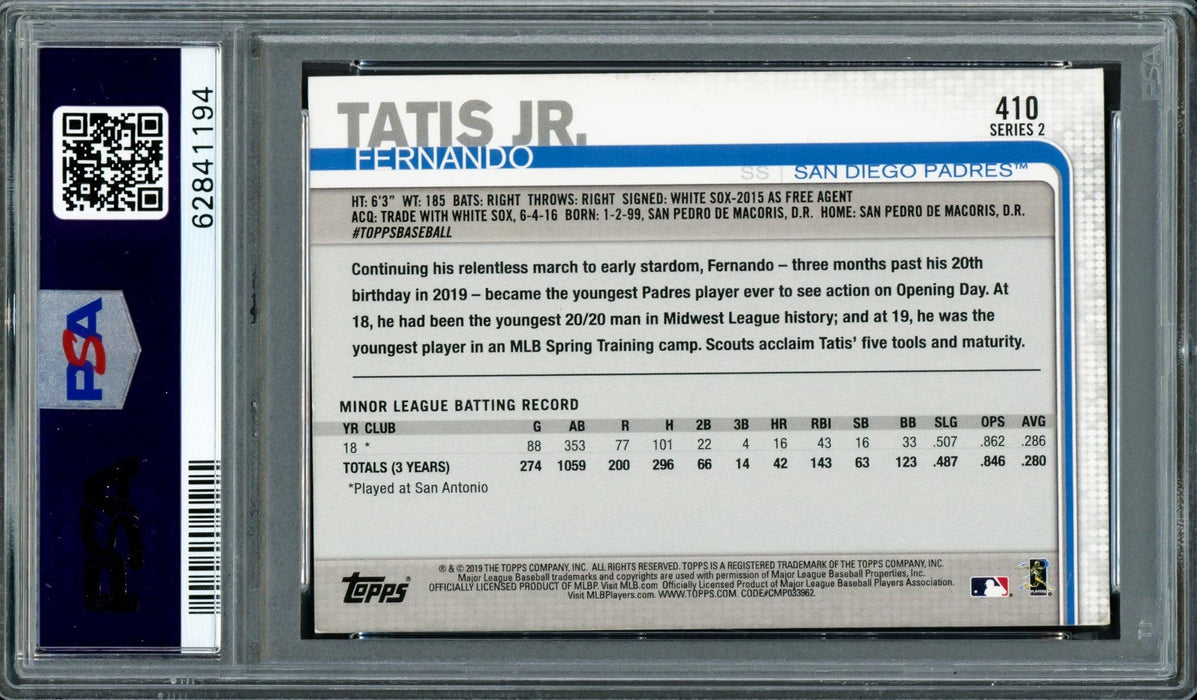 TATIS JR.
FERNANDO
410
SERIES 2
SS | SAN DIEGO PADRES™
HT: 6'3" WT: 185 BATS: RIGHT THROWS: RIGHT SIGNED: WHITE SOX-2015 AS FREE AGENT
ACQ: TRADE WITH WHITE SOX, 6-4-16 BORN: 1-2-99, SAN PEDRO DE MACORIS, D.R. HOME: SAN PEDRO DE MACORIS, D.R.
#TOPPSBASEBALL
Continuing his relentless march to early stardom, Fernando – three months past his 20th
birthday in 2019 – became the youngest Padres player ever to see action on Opening Day. At
18, he had been the youngest 20/20 man in Midwest League history; and at 19, he was the
youngest player in an MLB Spring Training camp. Scouts acclaim Tatis' five tools and maturity.
MINOR LEAGUE BATTING RECORD
YR CLUB G AB R H 2B 3B HR RBI SB BB SLG OPS AVG
18 * 88 353 77 101 22 4 16 43 16 33 .507 .862 .286
TOTALS (3 YEARS) 274 1059 200 296 66 14 42 143 63 123 .487 .846 .280
*Played at San Antonio
Topps®
® & © 2019 THE TOPPS COMPANY, INC. ALL RIGHTS RESERVED. TOPPS IS A REGISTERED TRADEMARK OF THE TOPPS COMPANY, INC.
Major League Baseball trademarks and copyrights are used with permission of Major League Baseball Properties, Inc.
OFFICIALLY LICENSED PRODUCT OF MLBP. Visit MLB.com Officially Licensed Product of Major League Baseball Players Association.
Visit MLBPlayers.com. WWW.TOPPS.COM. CODE#CMP033962.
62841194
PSA
PSA
PSA